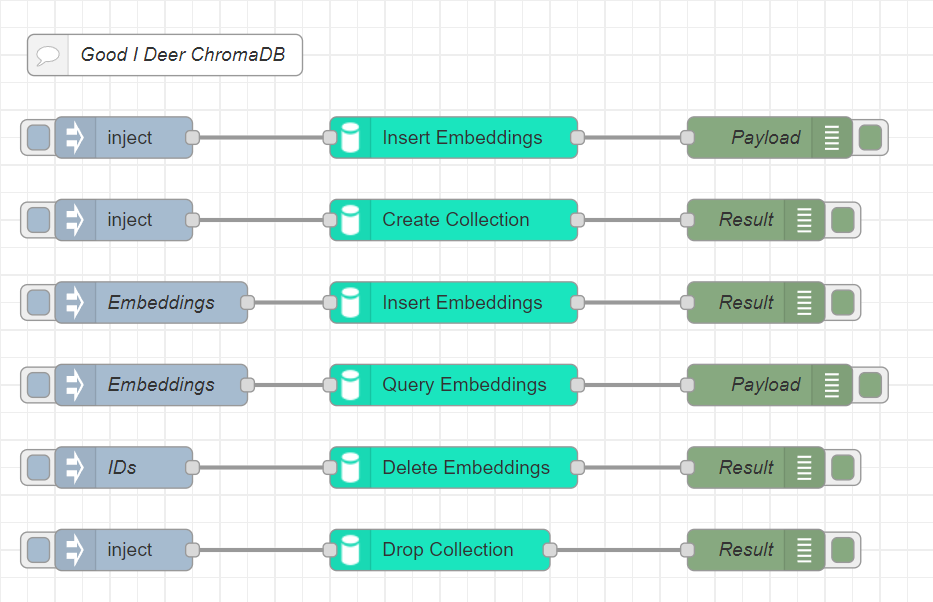 Good I Deer ChromaDB
inject Insert Embeddings Payload
inject Create Collection Result
Embeddings Insert Embeddings Result
Embeddings Query Embeddings Payload
IDs Delete Embeddings Result
inject Drop Collection Result